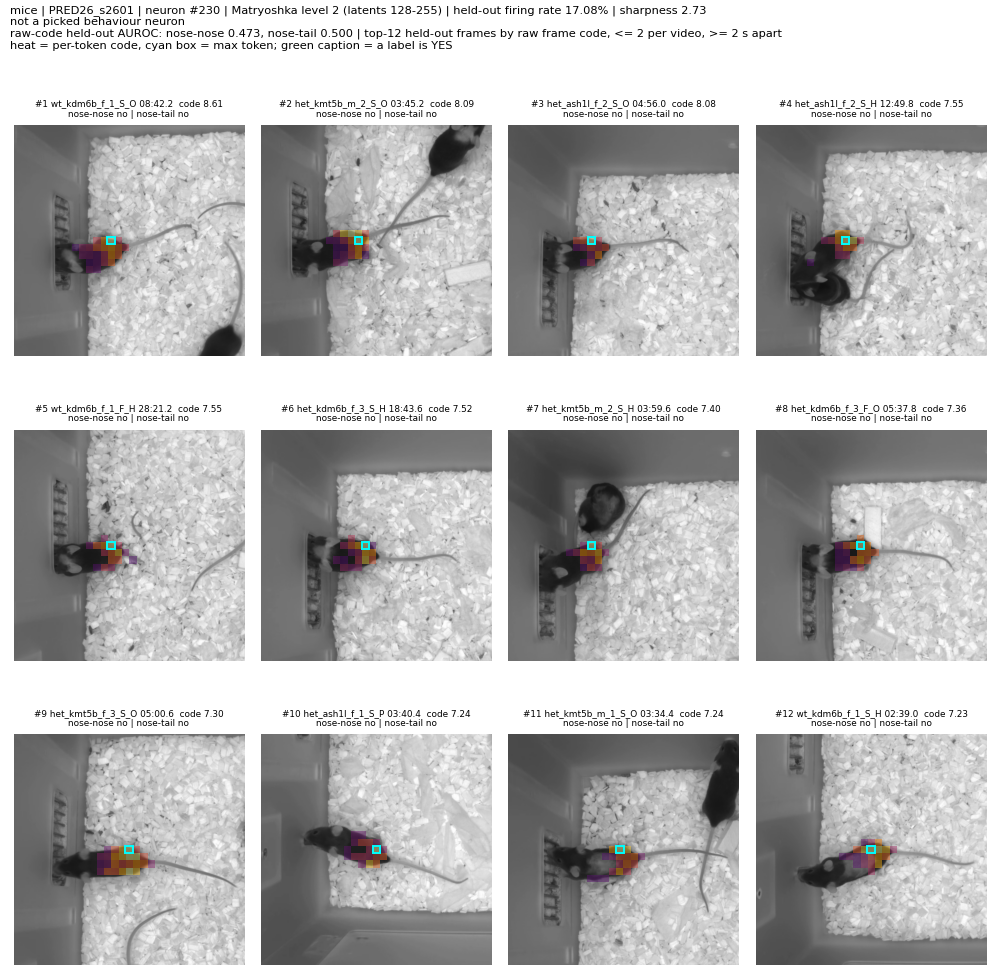 mice | PRED26_s2601 | neuron #230 | Matryoshka level 2 (latents 128-255) | held-out firing rate 17.08% | sharpness 2.73
not a picked behaviour neuron
raw-code held-out AUROC: nose-nose 0.473, nose-tail 0.500 | top-12 held-out frames by raw frame code, <= 2 per video, >= 2 s apart
heat = per-token code, cyan box = max token; green caption = a label is YES
#1 wt_kdm6b_f_1_S_O 08:42.2 code 8.61
nose-nose no | nose-tail no
#2 het_kmt5b_m_2_S_O 03:45.2 code 8.09
nose-nose no | nose-tail no
#3 het_ash1l_f_2_S_O 04:56.0 code 8.08
nose-nose no | nose-tail no
#4 het_ash1l_f_2_S_H 12:49.8 code 7.55
nose-nose no | nose-tail no
#5 wt_kdm6b_f_1_F_H 28:21.2 code 7.55
nose-nose no | nose-tail no
#6 het_kdm6b_f_3_S_H 18:43.6 code 7.52
nose-nose no | nose-tail no
#7 het_kmt5b_m_2_S_H 03:59.6 code 7.40
nose-nose no | nose-tail no
#8 het_kdm6b_f_3_F_O 05:37.8 code 7.36
nose-nose no | nose-tail no
#9 het_kmt5b_f_3_S_O 05:00.6 code 7.30
nose-nose no | nose-tail no
#10 het_ash1l_f_1_S_P 03:40.4 code 7.24
nose-nose no | nose-tail no
#11 het_kmt5b_m_1_S_O 03:34.4 code 7.24
nose-nose no | nose-tail no
#12 wt_kdm6b_f_1_S_H 02:39.0 code 7.23
nose-nose no | nose-tail no